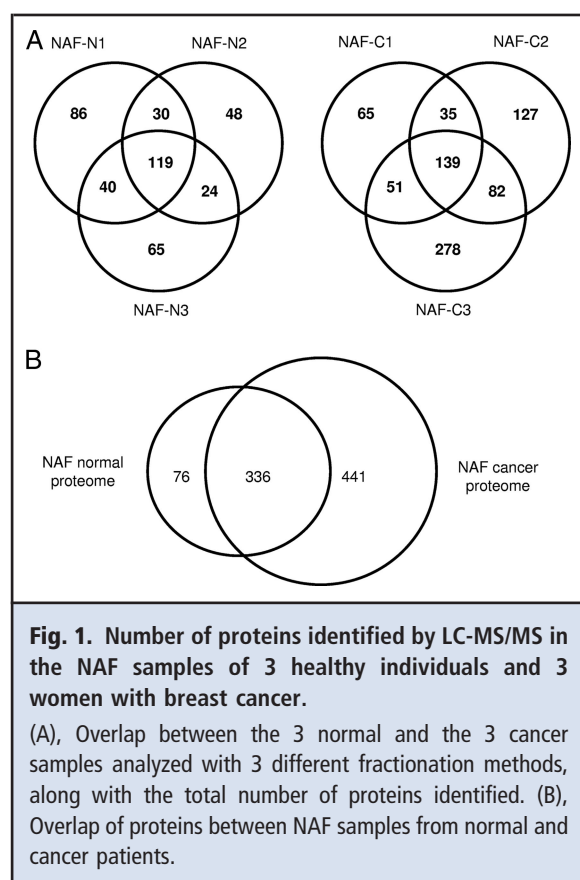 A
NAF-N1
NAF-N2
NAF-C1
NAF-C2
86
30
48
65
35
127
119
139
40
24
51
82
65
278
NAF-N3
NAF-C3
B
NAF normal
proteome
76
336
441
NAF cancer
proteome
Fig. 1. Number of proteins identified by LC-MS/MS in
the NAF samples of 3 healthy individuals and 3
women with breast cancer.
(A), Overlap between the 3 normal and the 3 cancer
samples analyzed with 3 different fractionation methods,
along with the total number of proteins identified. (B),
Overlap of proteins between NAF samples from normal and
cancer patients.